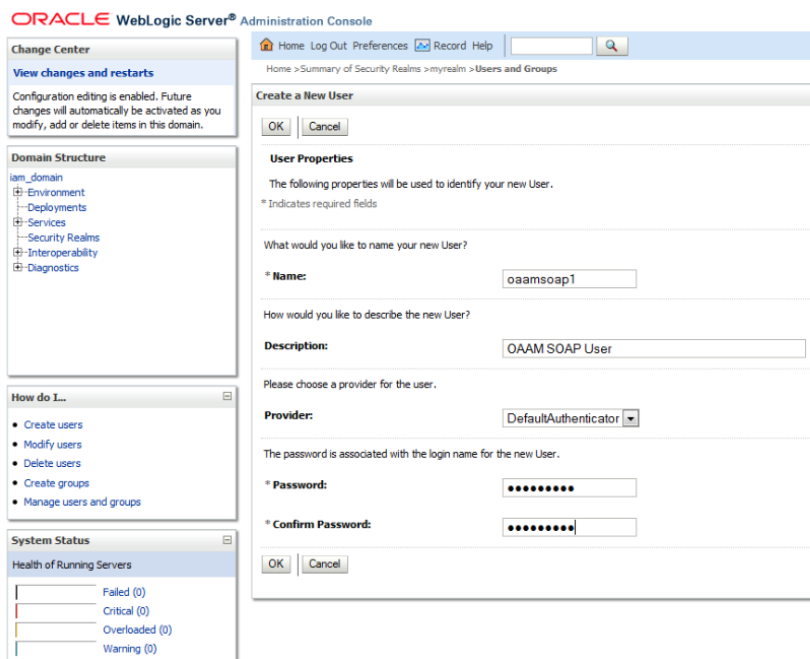 ORACLE WebLogic Server® Administration Console
Change Center
View changes and restarts
Configuration editing is enabled. Future
changes will automatically be activated as you
modify, add or delete items in this domain.
Domain Structure
iam_domain
Environment
Deployments
Services
Security Realms
Interoperability
Diagnostics
How do I...
Create users
Modify users
Delete users
Create groups
Manage users and groups
System Status
Health of Running Servers
Failed (0)
Critical (0)
Overloaded (0)
Warning (0)
Home Log Out Preferences Record Help
Home >Summary of Security Realms >myrealm >Users and Groups
Create a New User
OK Cancel
User Properties
The following properties will be used to identify your new User.
* Indicates required fields
What would you like to name your new User?
* Name: oaamsoap1
How would you like to describe the new User?
Description: OAAM SOAP User
Please choose a provider for the user.
Provider: DefaultAuthenticator
The password is associated with the login name for the new User.
* Password: •••••••••
* Confirm Password: •••••••••
OK Cancel